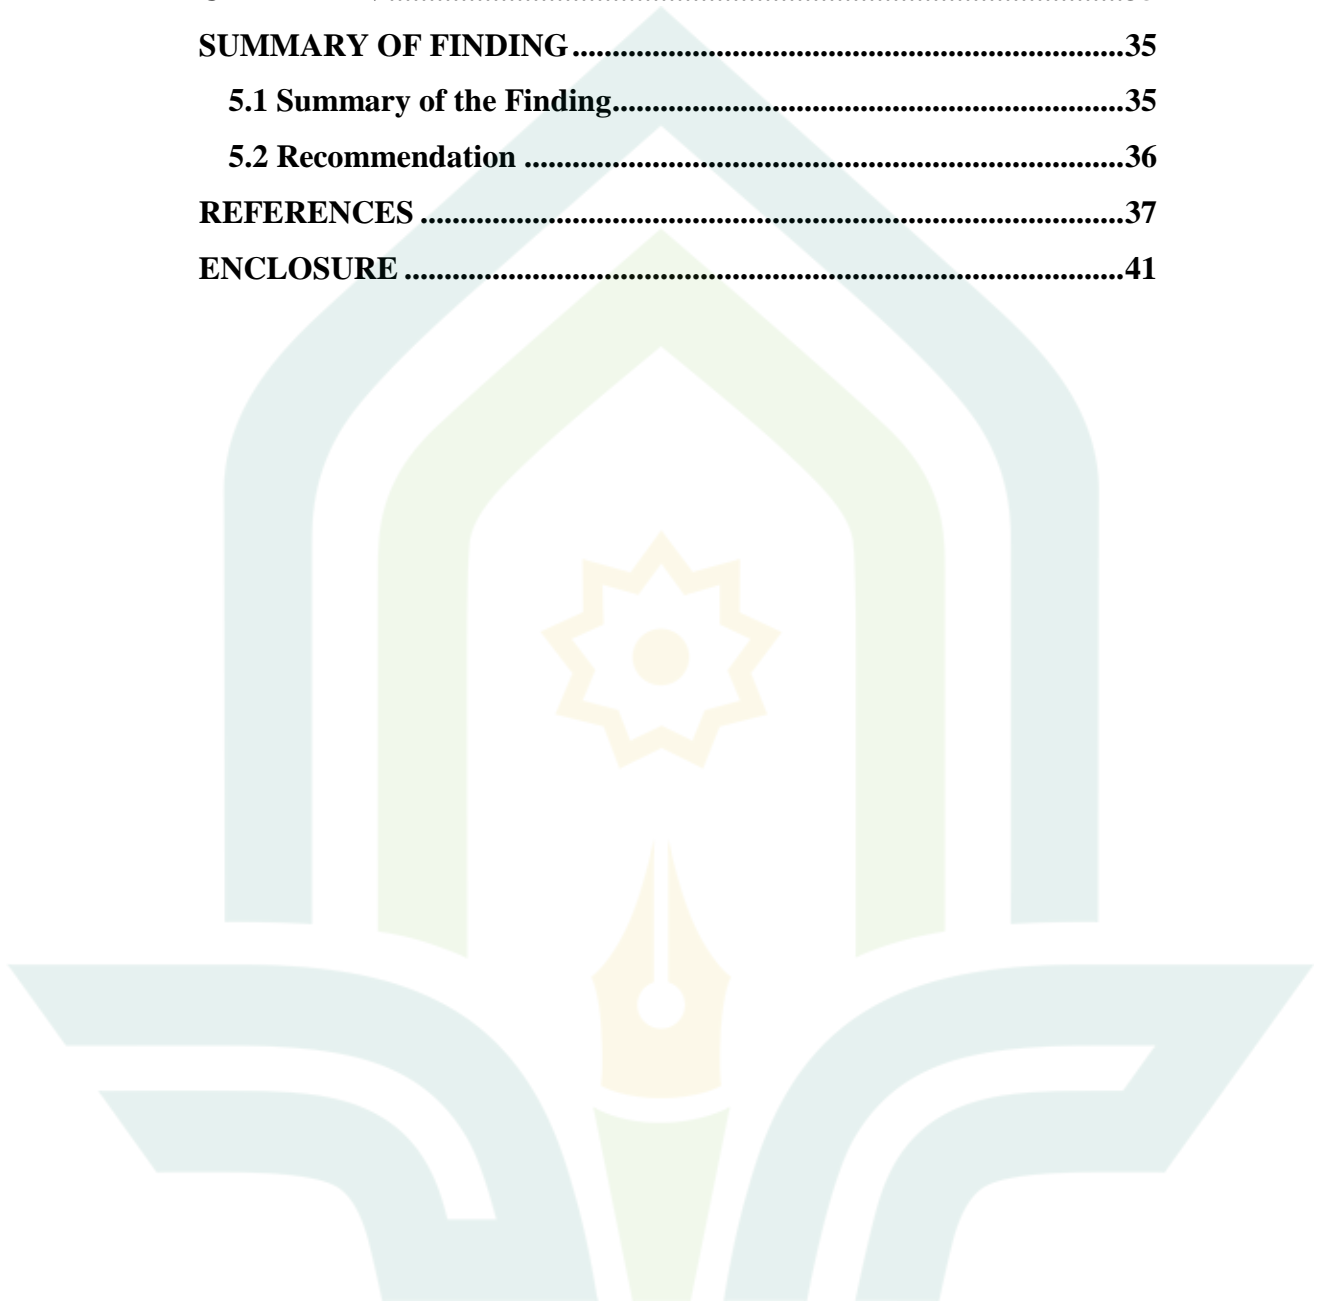 SUMMARY OF FINDING............................................................................35
5.1 Summary of the Finding......................................................................35
5.2 Recommendation ..................................................................................36
REFERENCES ................................................................................................37
ENCLOSURE ..................................................................................................41